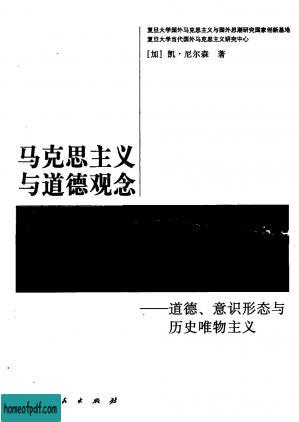 复旦大学国外马克思主义与国外思潮研究国家创新基地
复旦大学当代国外马克思主义研究中心
[加] 凯·尼尔森 著
马克思主义
与道德观念
——道德、意识形态与
历史唯物主义
人民出版社
homeofpdf.com
homeofpdf.com